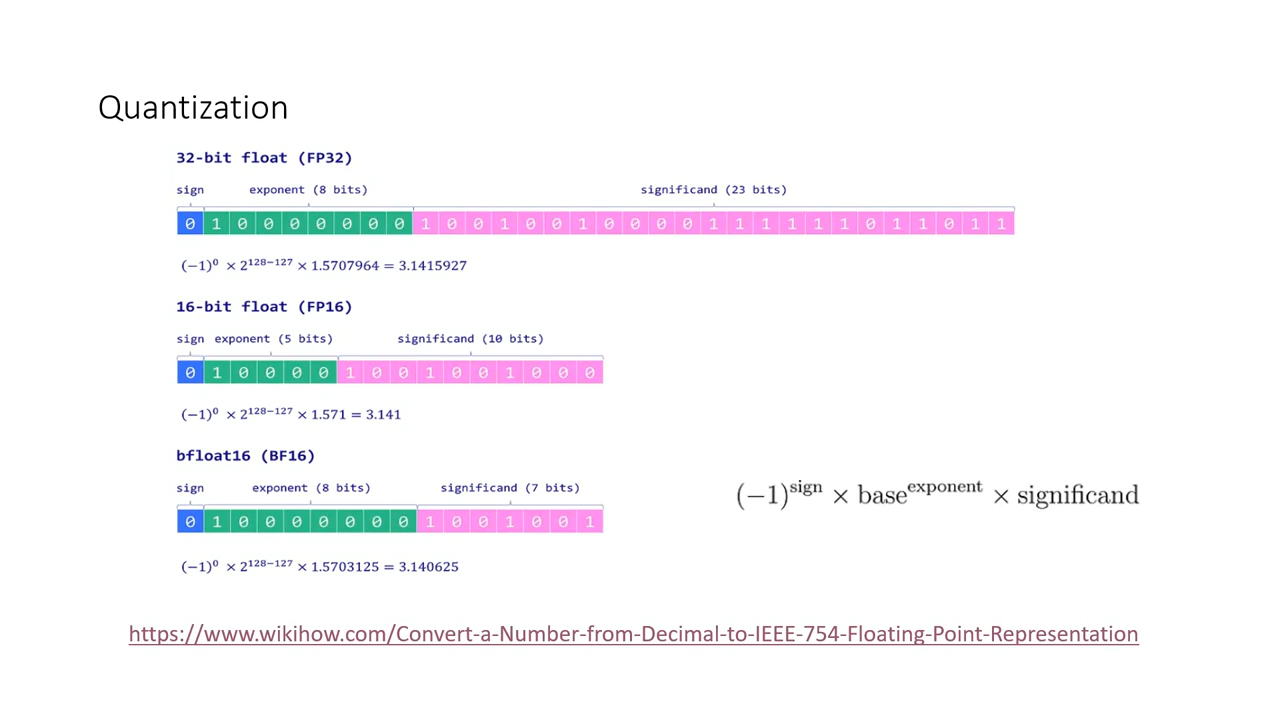 Quantization
32-bit float (FP32)
sign exponent (8 bits) significand (23 bits)
0 1 0 0 0 0 0 0 0 1 0 0 1 0 0 1 0 0 0 0 1 1 1 1 1 1 0 1 1 0 1 1
(−1)⁰ × 2¹²⁸⁻¹²⁷ × 1.5707964 = 3.1415927
16-bit float (FP16)
sign exponent (5 bits) significand (10 bits)
0 1 0 0 0 0 1 0 0 1 0 0 1 0 0 0
(−1)⁰ × 2¹²⁸⁻¹²⁷ × 1.571 = 3.141
bfloat16 (BF16)
sign exponent (8 bits) significand (7 bits)
0 1 0 0 0 0 0 0 0 1 0 0 1 0 0 1
(−1)⁰ × 2¹²⁸⁻¹²⁷ × 1.5703125 = 3.140625
(−1)^sign × base^exponent × significand
https://www.wikihow.com/Convert-a-Number-from-Decimal-to-IEEE-754-Floating-Point-Representation